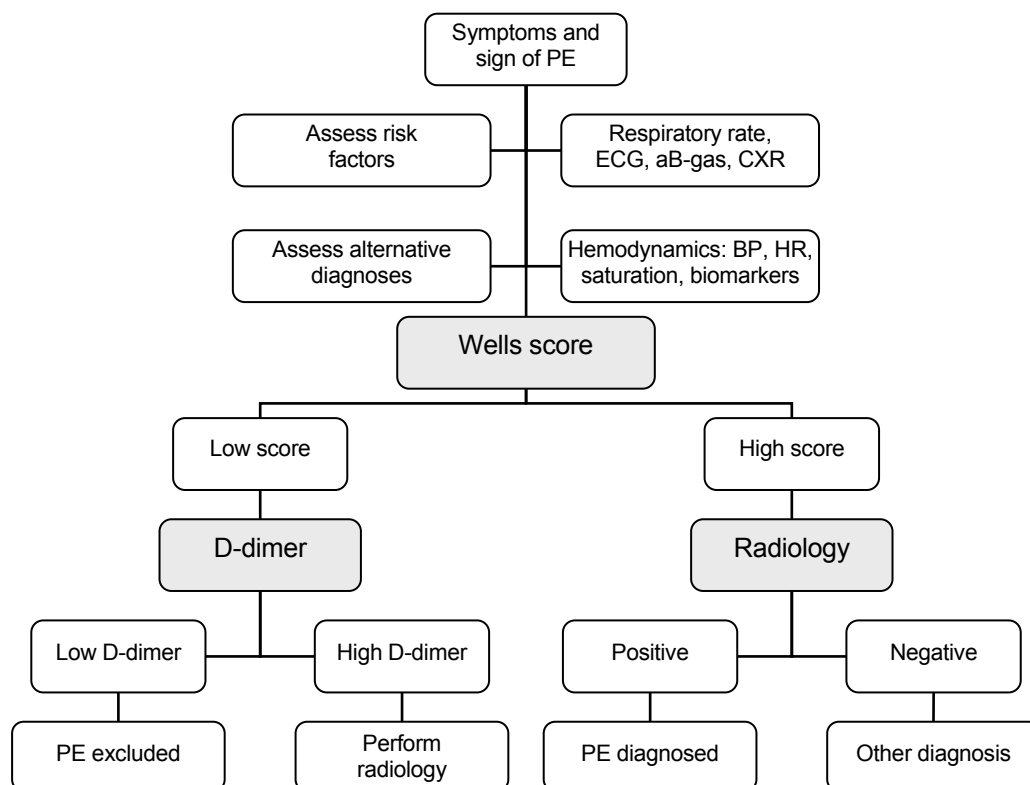 Symptoms and
sign of PE
Assess risk
factors
Respiratory rate,
ECG, aB-gas, CXR
Assess alternative
diagnoses
Hemodynamics: BP, HR,
saturation, biomarkers
Wells score
Low score
High score
D-dimer
Radiology
Low D-dimer
High D-dimer
Positive
Negative
PE excluded
Perform
radiology
PE diagnosed
Other diagnosis